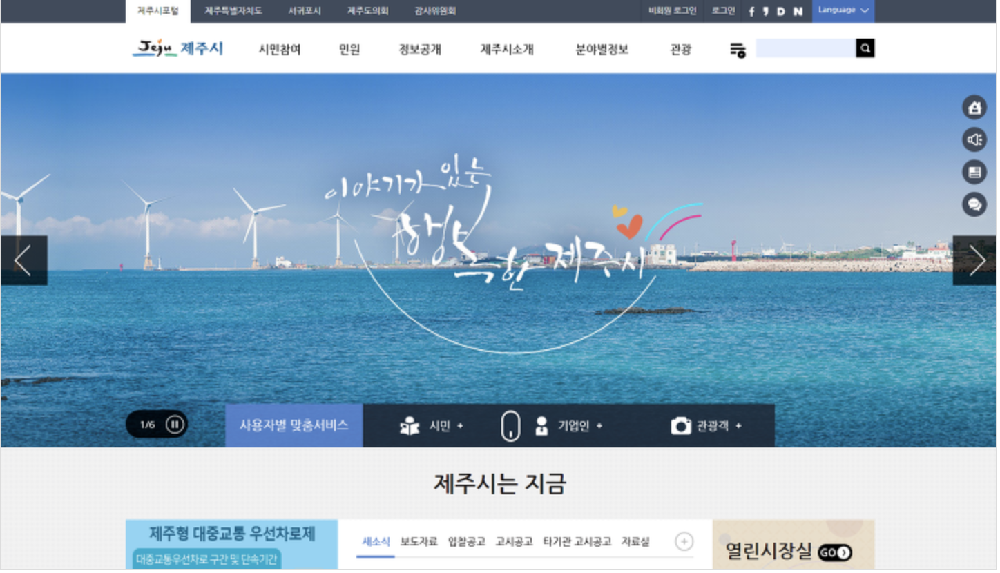 제주시포털 제주특별자치도 서귀포시 제주도의회 감사위원회 비회원 로그인 로그인 f D N Language
Jeju 제주시 시민참여 민원 정보공개 제주시소개 분야별정보 관광
이야기가 있는
행복한 제주시
1/6 사용자별 맞춤서비스 시민 + 기업인 + 관광객 +
제주시는 지금
제주형 대중교통 우선차로제
대중교통우선차로 구간 및 단속기간
새소식 보도자료 입찰공고 고시공고 타기관 고시공고 자료실
열린시장실 GO